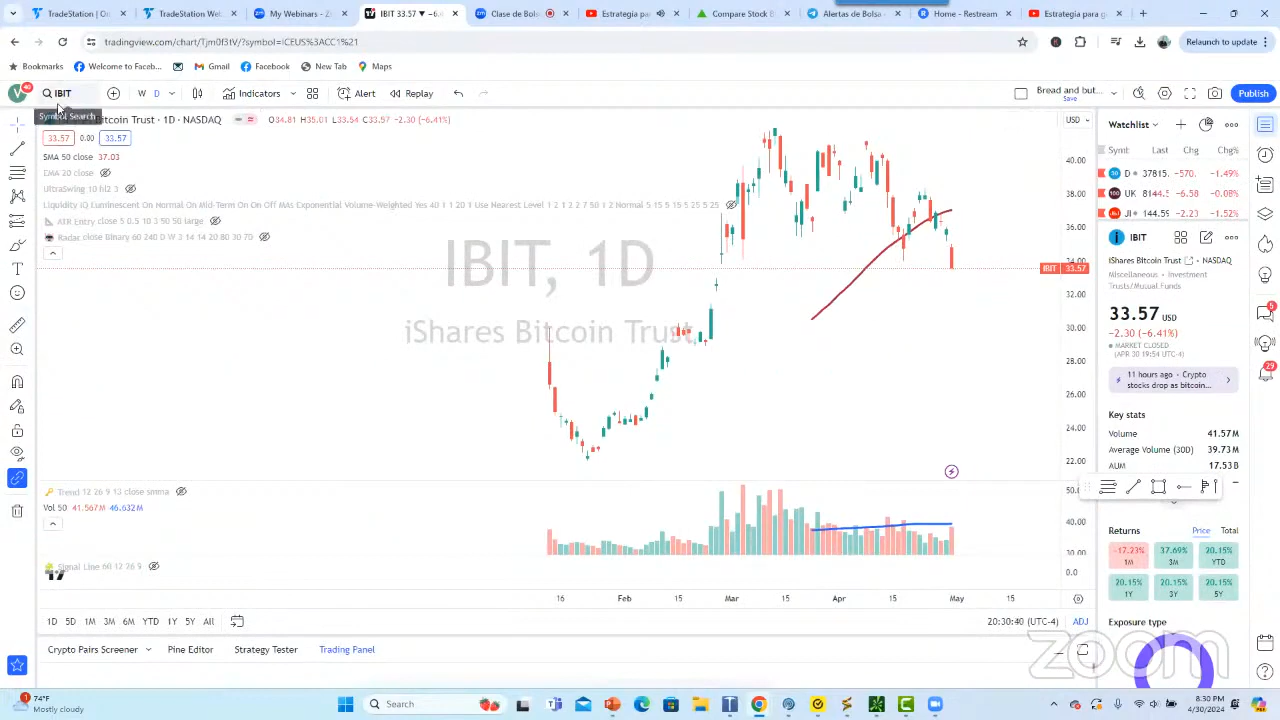 TradeStation C
TradeStation Webi
My Webinars
IBIT 33.57 ▼ −6.4
Clase de Bols
Estrategia en
Compare Stock B
Alertas de Bolsa -
Home - Restream
Estrategia para
tradingview.com/chart/Tjm0f3tV/?symbol=ICEUS%3ACC1%21
Relaunch to update
Bookmarks
Welcome to Faceb...
Gmail
Facebook
New Tab
Maps
40
IBIT
W D
Indicators
Alert
Replay
Bread and but...
Save
Publish
Symbol Search
Bitcoin Trust · 1D · NASDAQ
O34.81 H35.01 L33.54 C33.57 −2.30 (−6.41%)
33.57 0.00 33.57
SMA 50 close 37.03
EMA 20 close
UltraSwing 10 hl2 3
Liquidity IQ Luminescent On Normal On Mid-Term On On Off MAs Exponential Volume-Weighted Yes 40 1 1 20 1 Use Nearest Level 1 2 1 2 2 7 50 1 2 Normal 5 15 5 15 5 25 5 25
ATR Entry close 5 0.5 10 3 50 50 large
Radar close Binary 60 240 D W 3 14 14 20 80 30 70
IBIT, 1D
iShares Bitcoin Trust
USD
40.00
38.00
36.00
34.00
IBIT 33.57
32.00
30.00
28.00
26.00
24.00
22.00
Trend 12 26 9 13 close smma
Vol 50 41.567M 46.632M
40.00
0.0
Signal Line 60 12 26 9
16 Feb 15 Mar 15 Apr 15 May 15
1D 5D 1M 3M 6M YTD 1Y 5Y All
20:30:40 (UTC-4) ADJ
Crypto Pairs Screener
Pine Editor
Strategy Tester
Trading Panel
Watchlist
Symb Last Chg Chg%
D 37815. −570. −1.49%
UK 8144. −6.58 −0.08%
JI 144.59 −2.23 −1.52%
IBIT
iShares Bitcoin Trust · NASDAQ
Miscellaneous · Investment
Trusts/Mutual Funds
33.57 USD
−2.30 (−6.41%)
MARKET CLOSED
(APR 30 19:54 UTC-4)
11 hours ago · Crypto
stocks drop as bitcoin...
Key stats
Volume 41.57M
Average Volume (30D) 39.73M
AUM 17.53B
Returns Price Total
−17.23% 37.69% 20.15%
1M 3M YTD
20.15% 20.15% 20.15%
1Y 3Y 5Y
Exposure type
29
zoom
1
74°F
Mostly cloudy
Search
8:30 PM
4/30/2024